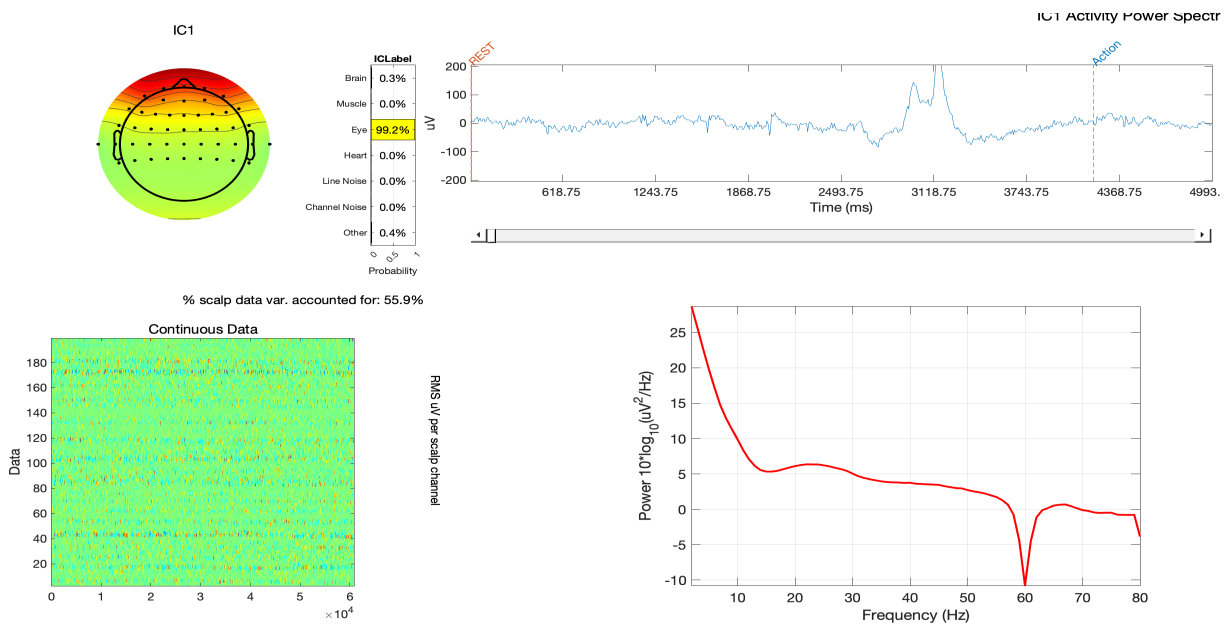 IC1
IC1 Activity Power Spectr
ICLabel
Brain 0.3%
Muscle 0.0%
Eye 99.2%
Heart 0.0%
Line Noise 0.0%
Channel Noise 0.0%
Other 0.4%
0 0.5 1
Probability
REST
Action
200
100
0
-100
-200
uV
618.75 1243.75 1868.75 2493.75 3118.75 3743.75 4368.75 4993.
Time (ms)
% scalp data var. accounted for: 55.9%
Continuous Data
180
160
140
120
100
80
60
40
20
Data
0 1 2 3 4 5 6
×10^4
RMS uV per scalp channel
25
20
15
10
5
0
-5
-10
Power 10*log10(uV²/Hz)
10 20 30 40 50 60 70 80
Frequency (Hz)